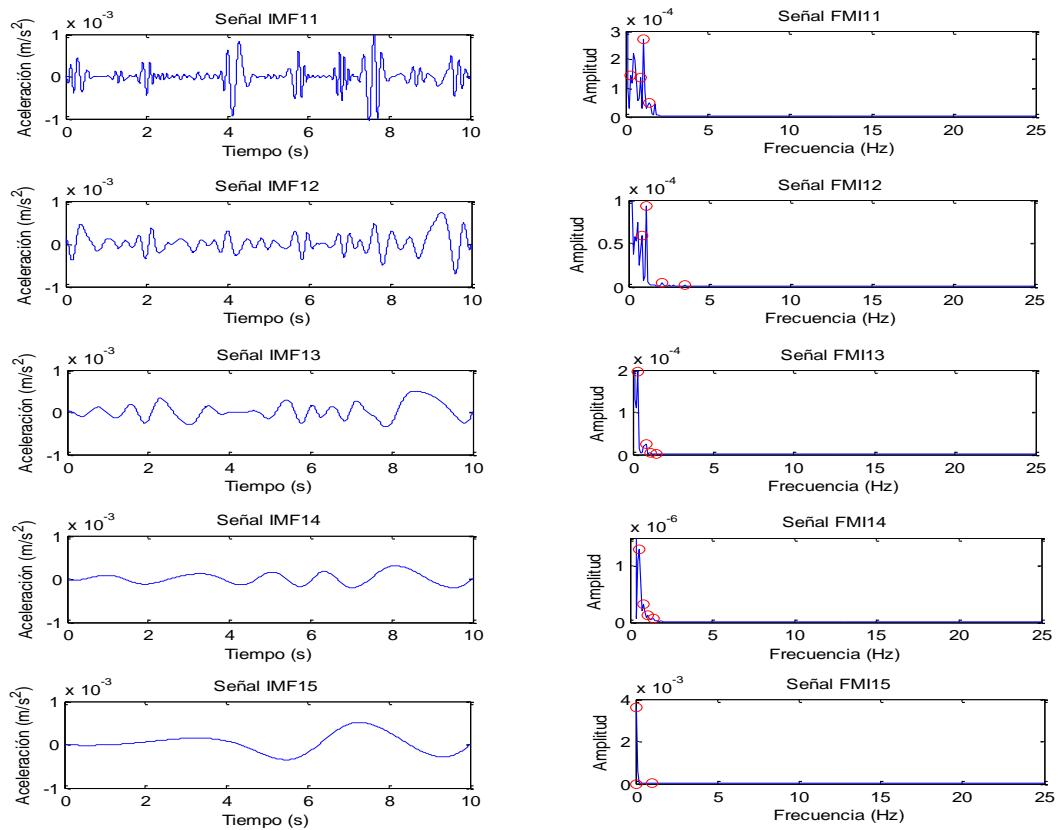 x 10⁻³
Señal IMF11
Aceleración (m/s²)
1
0
-1
0 2 4 6 8 10
Tiempo (s)
x 10⁻⁴
Señal FMI11
Amplitud
3
2
1
0
0 5 10 15 20 25
Frecuencia (Hz)
x 10⁻³
Señal IMF12
Aceleración (m/s²)
1
0
-1
0 2 4 6 8 10
Tiempo (s)
x 10⁻⁴
Señal FMI12
Amplitud
1
0.5
0
0 5 10 15 20 25
Frecuencia (Hz)
x 10⁻³
Señal IMF13
Aceleración (m/s²)
1
0
-1
0 2 4 6 8 10
Tiempo (s)
x 10⁻⁴
Señal FMI13
Amplitud
2
1
0
0 5 10 15 20 25
Frecuencia (Hz)
x 10⁻³
Señal IMF14
Aceleración (m/s²)
1
0
-1
0 2 4 6 8 10
Tiempo (s)
x 10⁻⁶
Señal FMI14
Amplitud
1
0
0 5 10 15 20 25
Frecuencia (Hz)
x 10⁻³
Señal IMF15
Aceleración (m/s²)
1
0
-1
0 2 4 6 8 10
Tiempo (s)
x 10⁻³
Señal FMI15
Amplitud
4
2
0
0 5 10 15 20 25
Frecuencia (Hz)